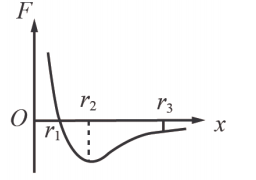 F
r₂ r₃
O r₁ x